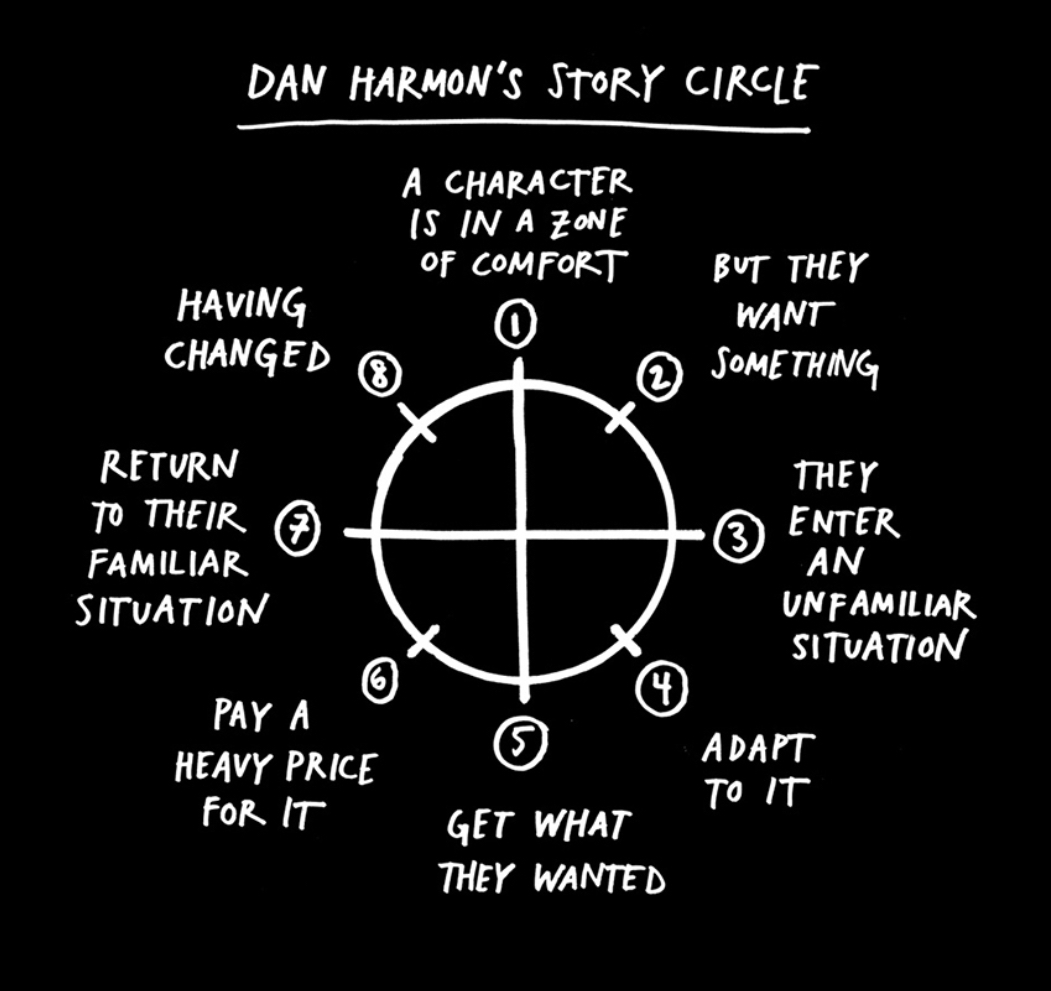 DAN HARMON'S STORY CIRCLE
A CHARACTER
IS IN A ZONE
OF COMFORT
1
BUT THEY
WANT
SOMETHING
2
THEY
ENTER
AN
UNFAMILIAR
SITUATION
3
ADAPT
TO IT
4
GET WHAT
THEY WANTED
5
PAY A
HEAVY PRICE
FOR IT
6
RETURN
TO THEIR
FAMILIAR
SITUATION
7
HAVING
CHANGED
8